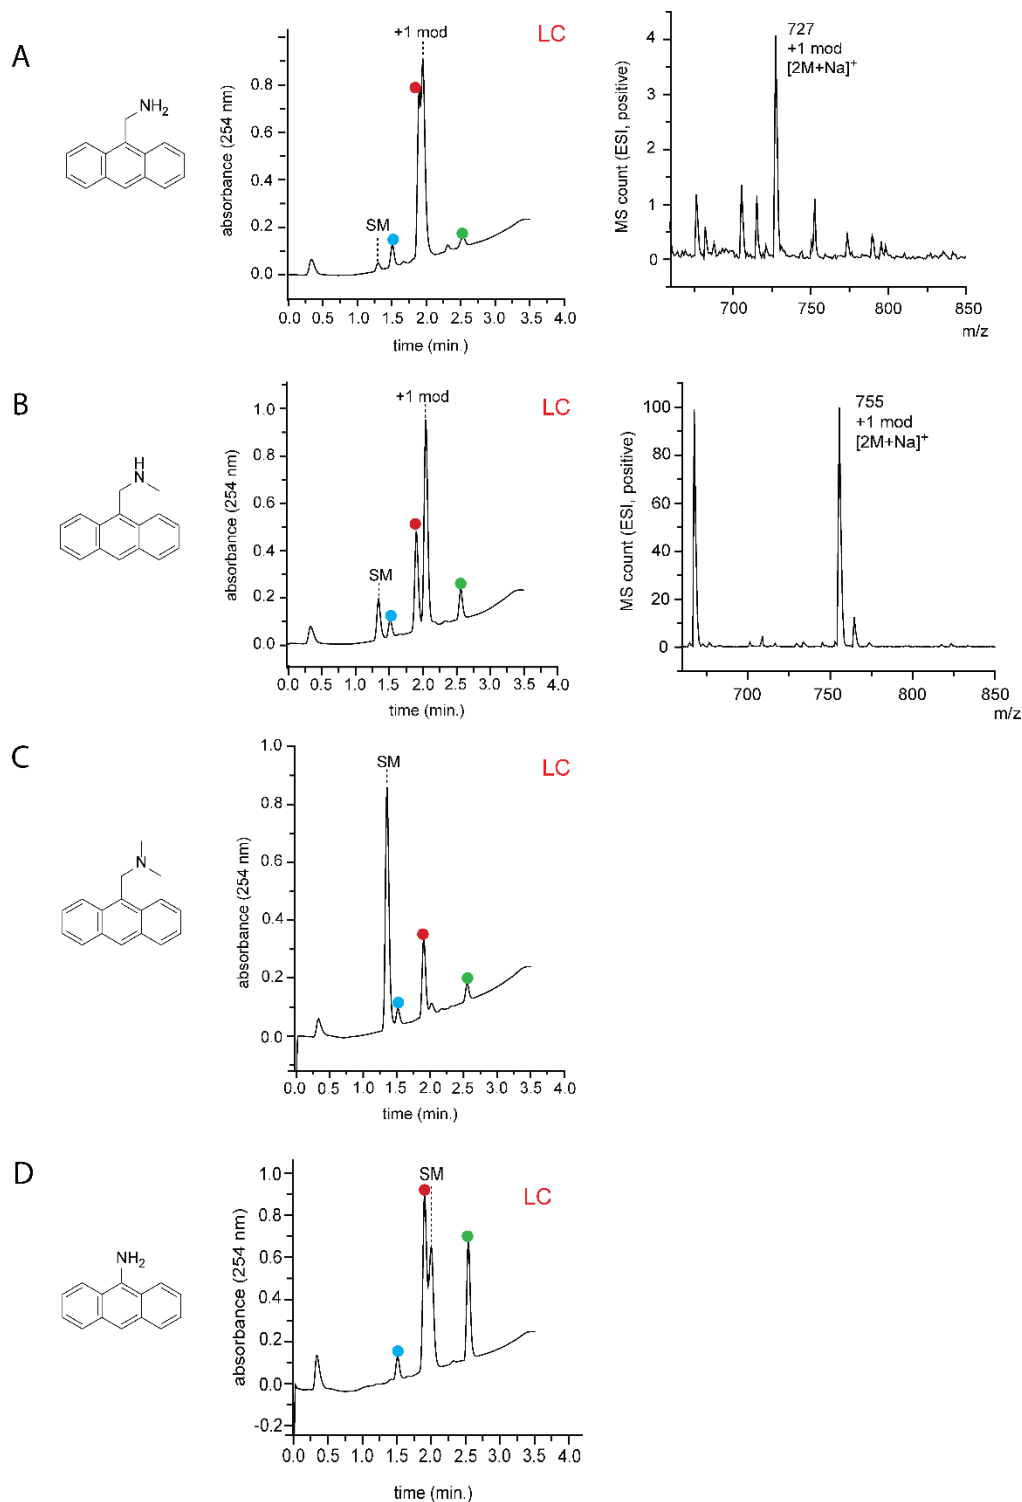 A
NH2
+1 mod
LC
SM
absorbance (254 nm)
0.8
0.6
0.4
0.2
0.0
0.0 0.5 1.0 1.5 2.0 2.5 3.0 3.5 4.0
time (min.)
727
+1 mod
[2M+Na]+
MS count (ESI, positive)
4
3
2
1
0
700 750 800 850
m/z
B
H
N
+1 mod
LC
SM
absorbance (254 nm)
1.0
0.8
0.6
0.4
0.2
0.0
0.0 0.5 1.0 1.5 2.0 2.5 3.0 3.5 4.0
time (min.)
755
+1 mod
[2M+Na]+
MS count (ESI, positive)
100
80
60
40
20
0
700 750 800 850
m/z
C
N
SM
LC
absorbance (254 nm)
1.0
0.8
0.6
0.4
0.2
0.0
0.0 0.5 1.0 1.5 2.0 2.5 3.0 3.5 4.0
time (min.)
D
NH2
SM
LC
absorbance (254 nm)
1.0
0.8
0.6
0.4
0.2
0.0
-0.2
0.0 0.5 1.0 1.5 2.0 2.5 3.0 3.5 4.0
time (min.)